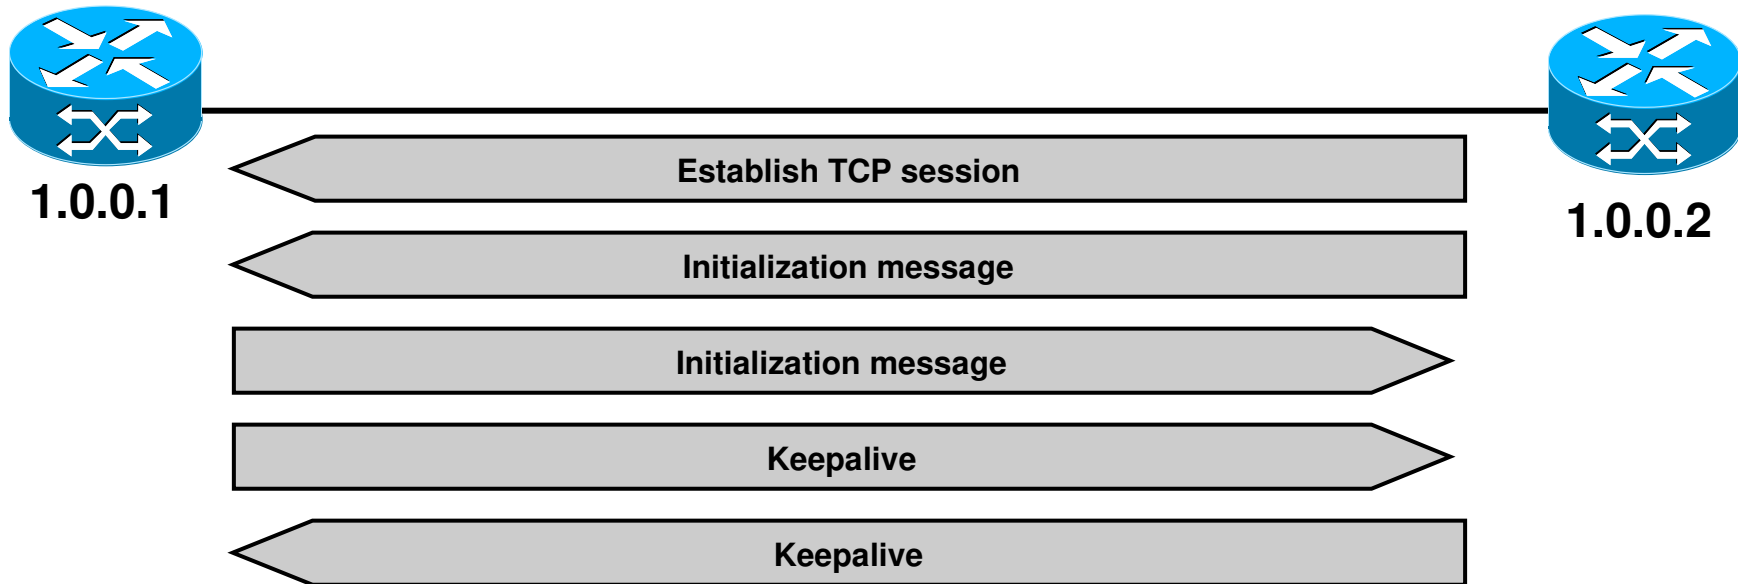 Establish TCP session
1.0.0.1
1.0.0.2
Initialization message
Initialization message
Keepalive
Keepalive